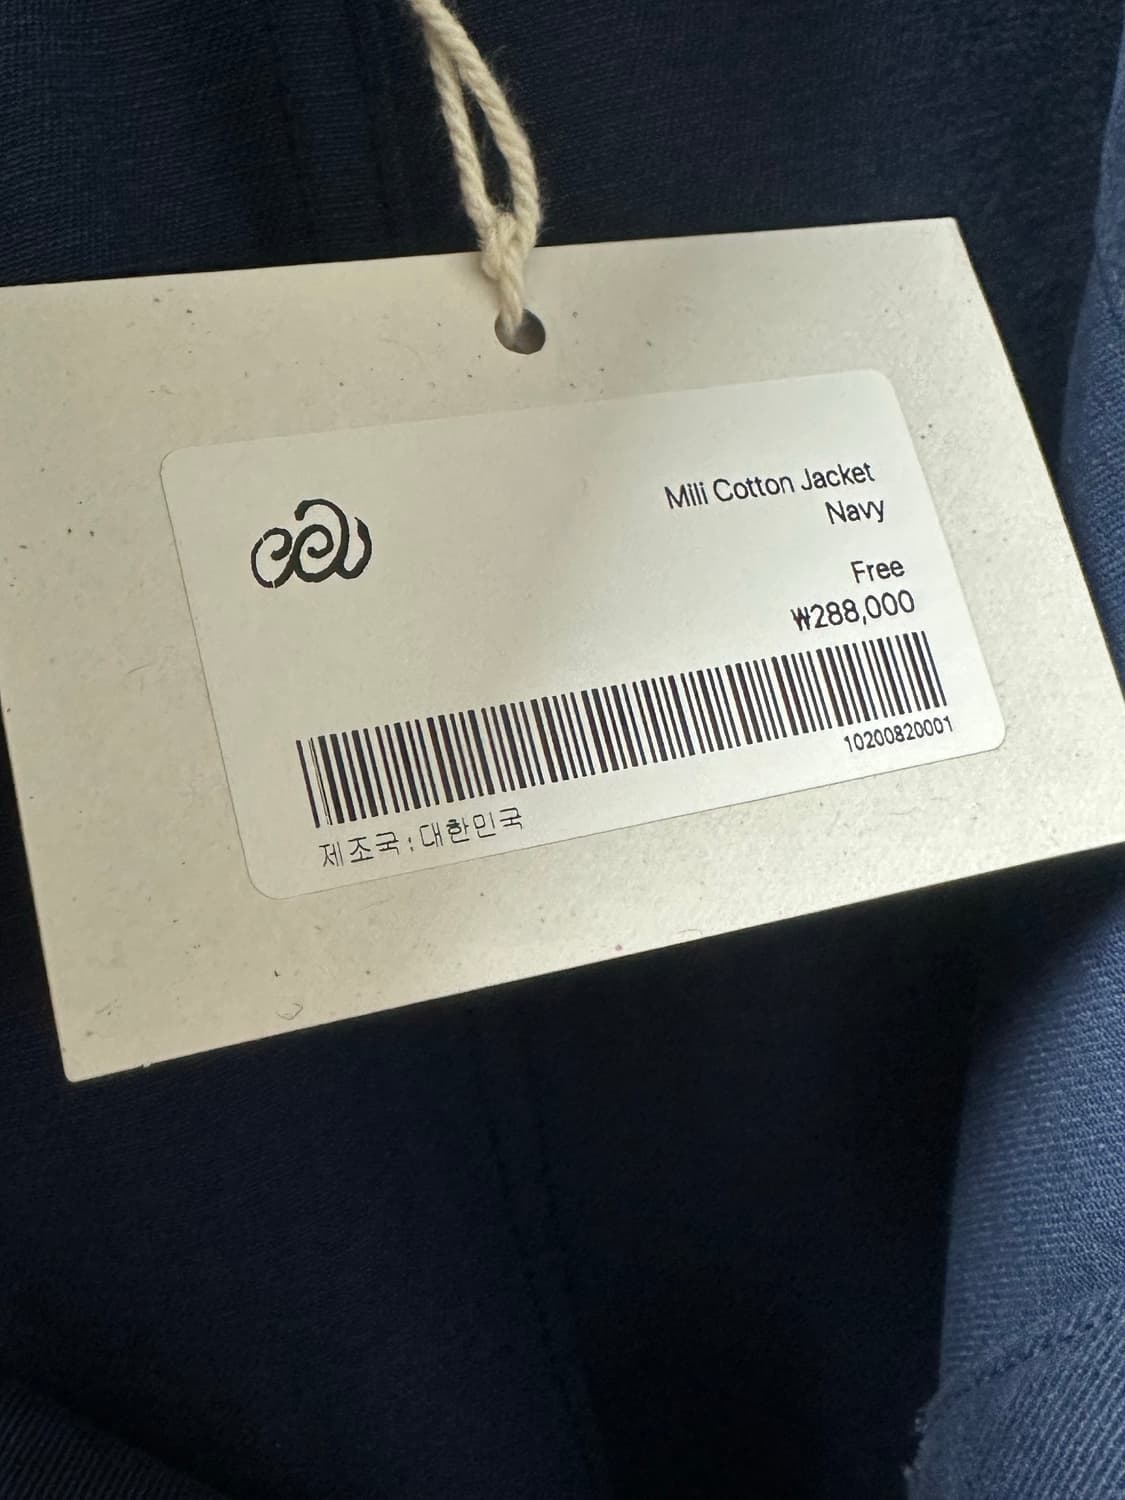 Mili Cotton Jacket
Navy
Free
₩288,000
10200820001
제조국 : 대한민국